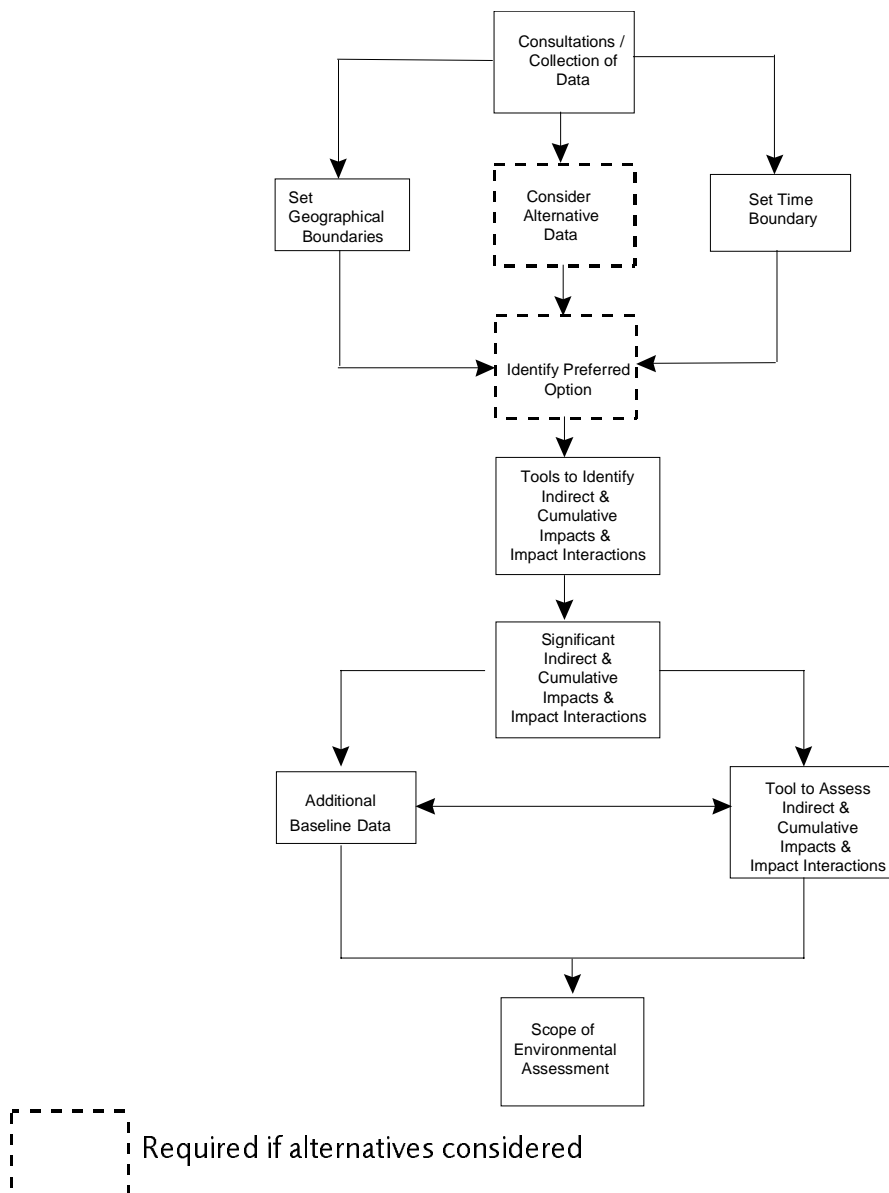 Consultations /
Collection of
Data
Set
Geographical
Boundaries
Consider
Alternative
Data
Set Time
Boundary
Identify Preferred
Option
Tools to Identify
Indirect &
Cumulative
Impacts &
Impact Interactions
Significant
Indirect &
Cumulative
Impacts &
Impact Interactions
Additional
Baseline Data
Tool to Assess
Indirect &
Cumulative
Impacts &
Impact Interactions
Scope of
Environmental
Assessment
Required if alternatives considered